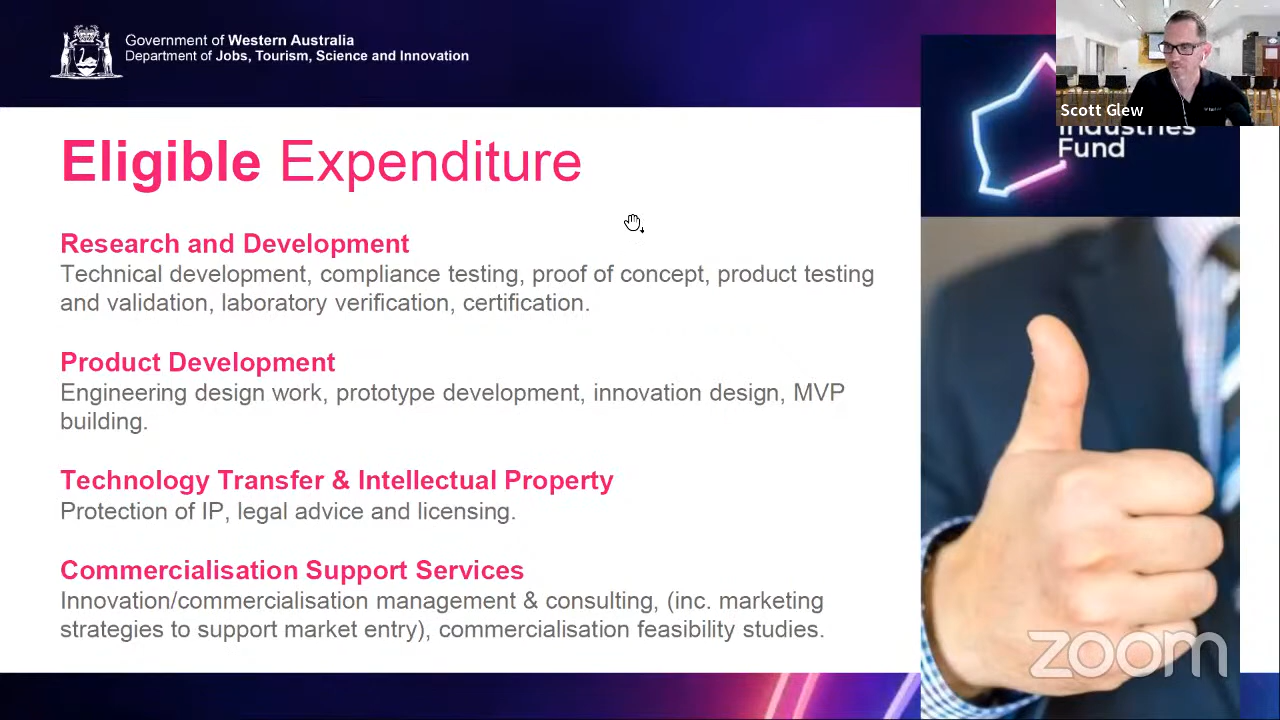 Government of Western Australia
Department of Jobs, Tourism, Science and Innovation
Scott Glew
Industries
Fund
Eligible Expenditure
Research and Development
Technical development, compliance testing, proof of concept, product testing
and validation, laboratory verification, certification.
Product Development
Engineering design work, prototype development, innovation design, MVP
building.
Technology Transfer & Intellectual Property
Protection of IP, legal advice and licensing.
Commercialisation Support Services
Innovation/commercialisation management & consulting, (inc. marketing
strategies to support market entry), commercialisation feasibility studies.
zoom